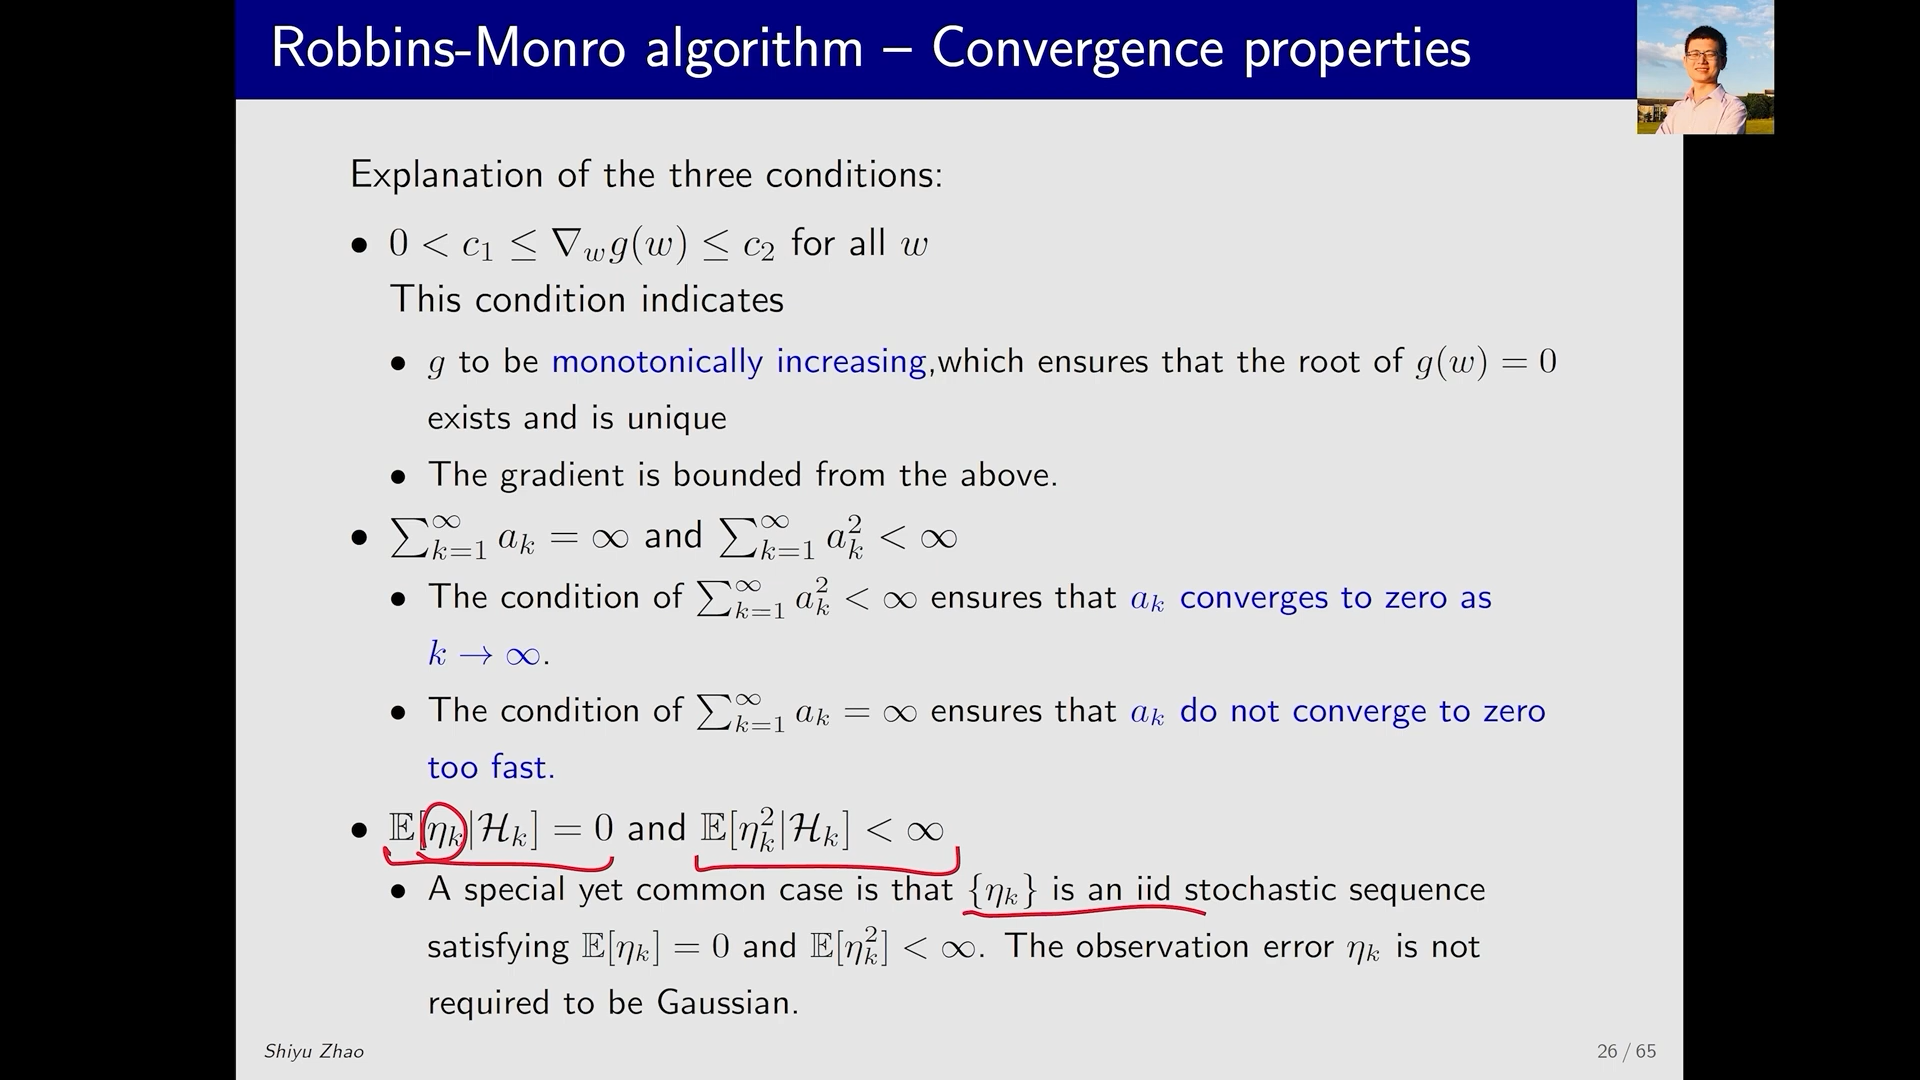 Robbins-Monro algorithm – Convergence properties
Explanation of the three conditions:
• 0 < c₁ ≤ ∇_w g(w) ≤ c₂ for all w
This condition indicates
• g to be monotonically increasing,which ensures that the root of g(w) = 0
exists and is unique
• The gradient is bounded from the above.
• ∑_{k=1}^∞ a_k = ∞ and ∑_{k=1}^∞ a_k² < ∞
• The condition of ∑_{k=1}^∞ a_k² < ∞ ensures that a_k converges to zero as
k → ∞.
• The condition of ∑_{k=1}^∞ a_k = ∞ ensures that a_k do not converge to zero
too fast.
• 𝔼[η_k|ℋ_k] = 0 and 𝔼[η_k²|ℋ_k] < ∞
• A special yet common case is that {η_k} is an iid stochastic sequence
satisfying 𝔼[η_k] = 0 and 𝔼[η_k²] < ∞. The observation error η_k is not
required to be Gaussian.
Shiyu Zhao
26 / 65